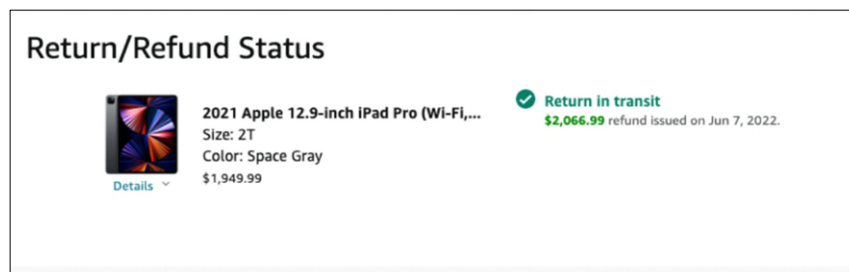 Return/Refund Status
2021 Apple 12.9-inch iPad Pro (Wi-Fi,...
Size: 2T
Color: Space Gray
$1,949.99
Details
Return in transit
$2,066.99 refund issued on Jun 7, 2022.